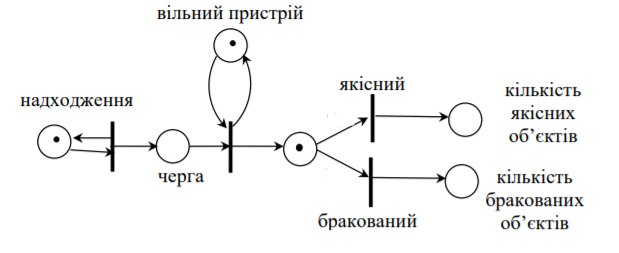 вільний пристрій
надходження
черга
якісний
бракований
кількість
якісних
об’єктів
кількість
бракованих
об’єктів